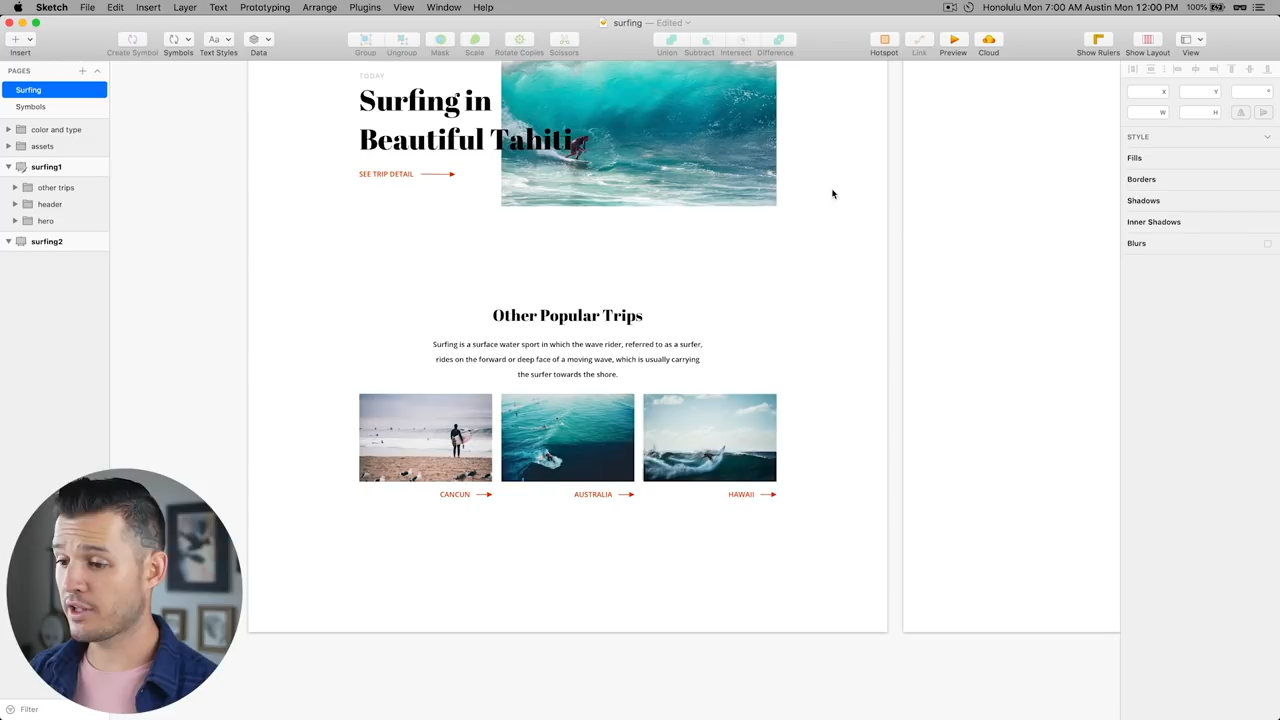 Sketch File Edit Insert Layer Text Prototyping Arrange Plugins View Window Help
Honolulu Mon 7:00 AM Austin Mon 12:00 PM 100%
surfing — Edited
Insert Create Symbol Symbols Text Styles Data Group Ungroup Mask Scale Rotate Copies Scissors Union Subtract Intersect Difference Hotspot Link Preview Cloud Show Rulers Show Layout View
PAGES
Surfing
Symbols
color and type
assets
surfing1
other trips
header
hero
surfing2
Filter
TODAY
Surfing in
Beautiful Tahiti.
SEE TRIP DETAIL
Other Popular Trips
Surfing is a surface water sport in which the wave rider, referred to as a surfer,
rides on the forward or deep face of a moving wave, which is usually carrying
the surfer towards the shore.
CANCUN AUSTRALIA HAWAII
X Y °
W H
STYLE
Fills
Borders
Shadows
Inner Shadows
Blurs